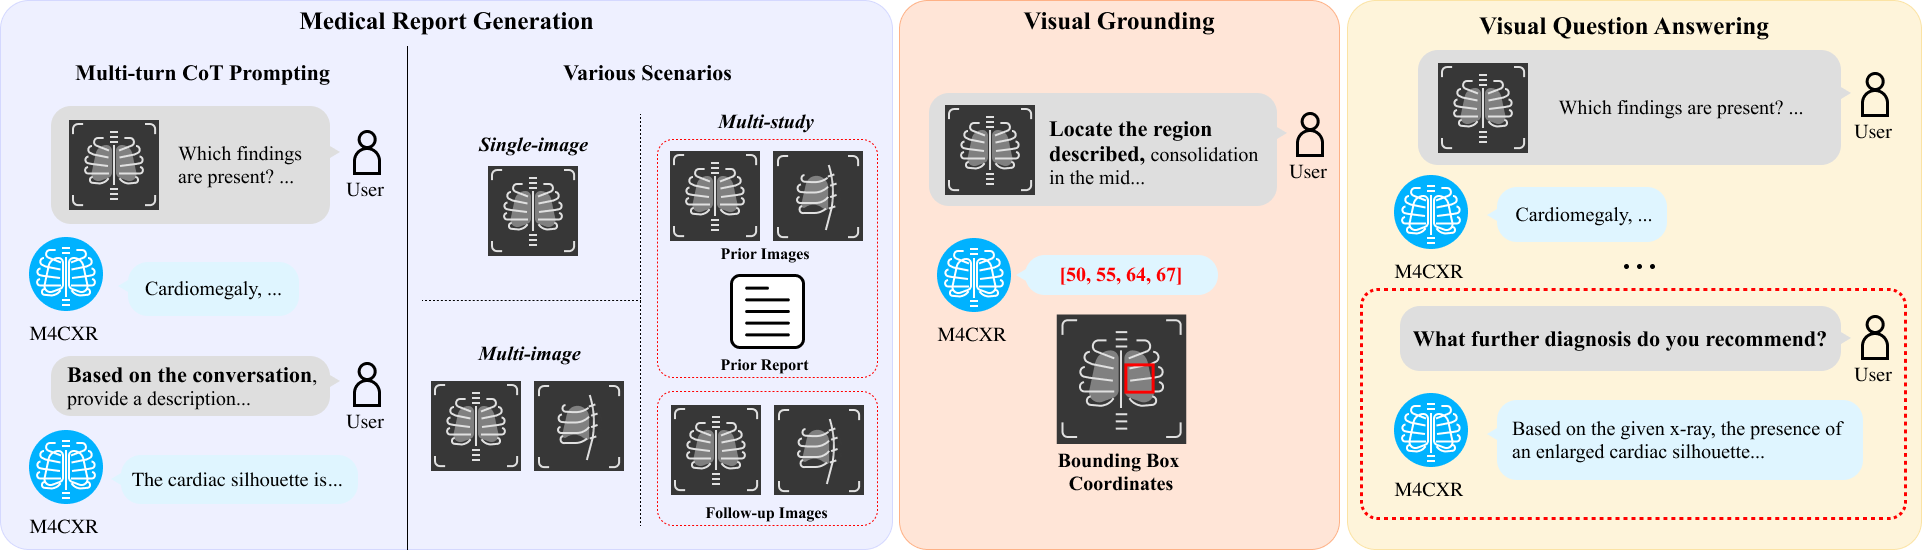 Medical Report Generation
Multi-turn CoT Prompting
Which findings
are present? ...
User
Cardiomegaly, ...
M4CXR
Based on the conversation,
provide a description...
User
The cardiac silhouette is...
M4CXR
Various Scenarios
Single-image
Multi-image
Multi-study
Prior Images
Prior Report
Follow-up Images
Visual Grounding
Locate the region
described, consolidation
in the mid...
User
[50, 55, 64, 67]
M4CXR
Bounding Box
Coordinates
Visual Question Answering
Which findings are present? ...
User
Cardiomegaly, ...
M4CXR
...
What further diagnosis do you recommend?
User
Based on the given x-ray, the presence of
an enlarged cardiac silhouette...
M4CXR